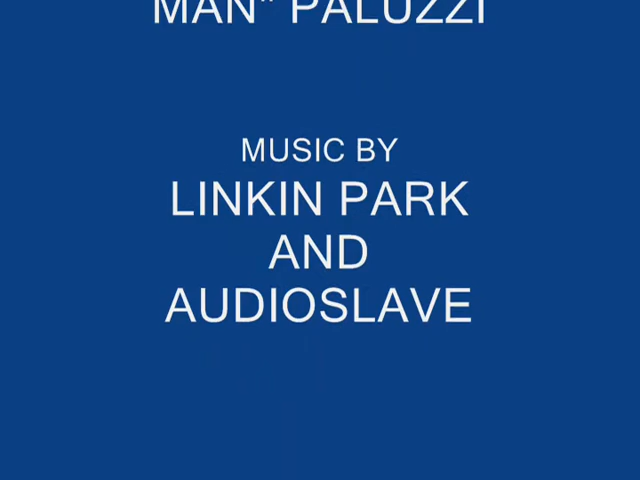 MAN" PALUZZI
MUSIC BY
LINKIN PARK
AND
AUDIOSLAVE